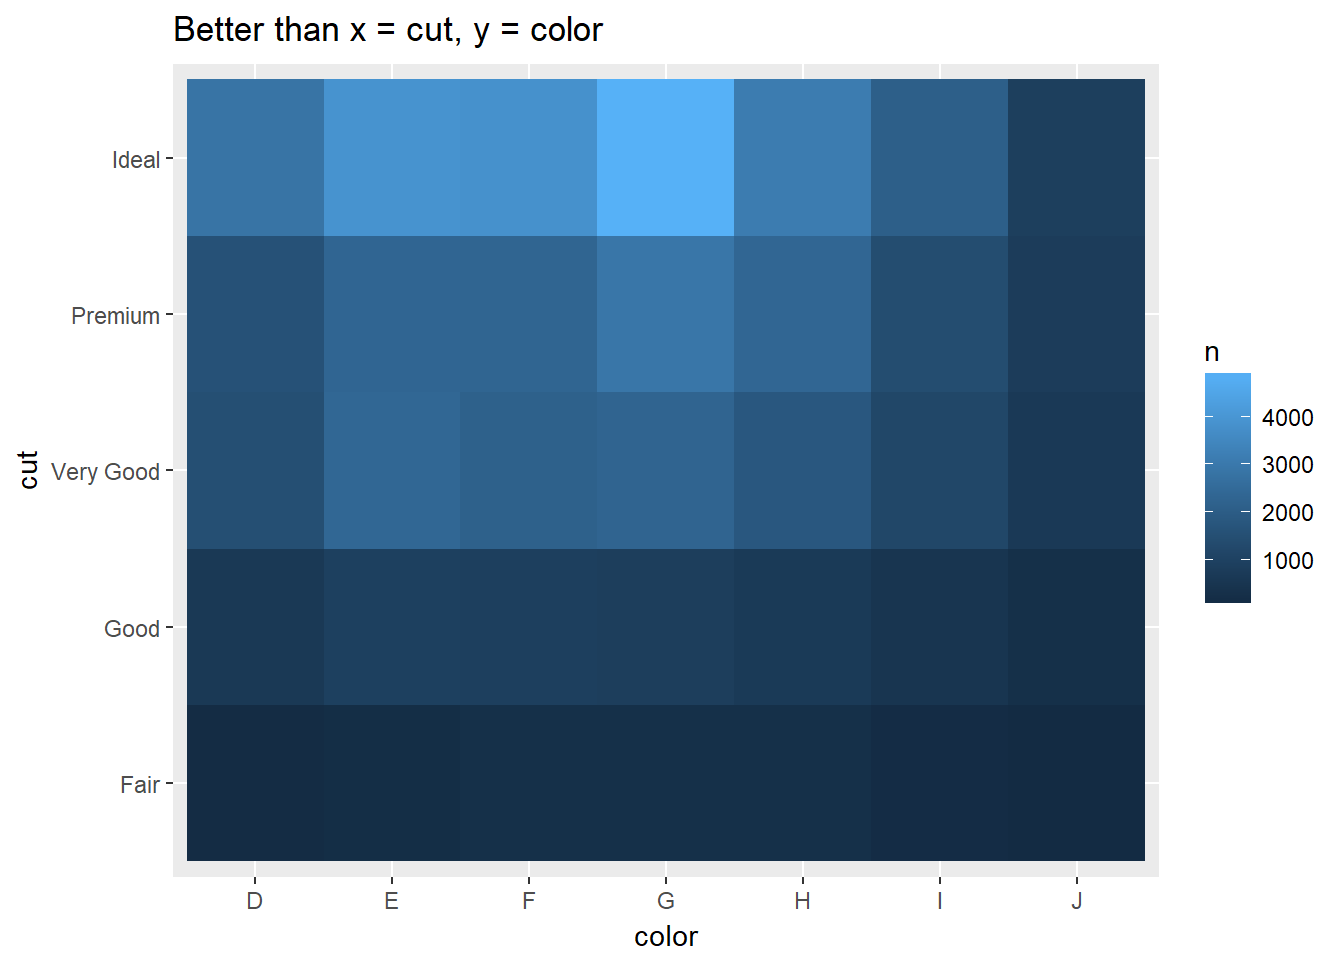 Better than x = cut, y = color
Ideal
Premium
Very Good
Good
Fair
cut
D E F G H I J
color
n
4000
3000
2000
1000